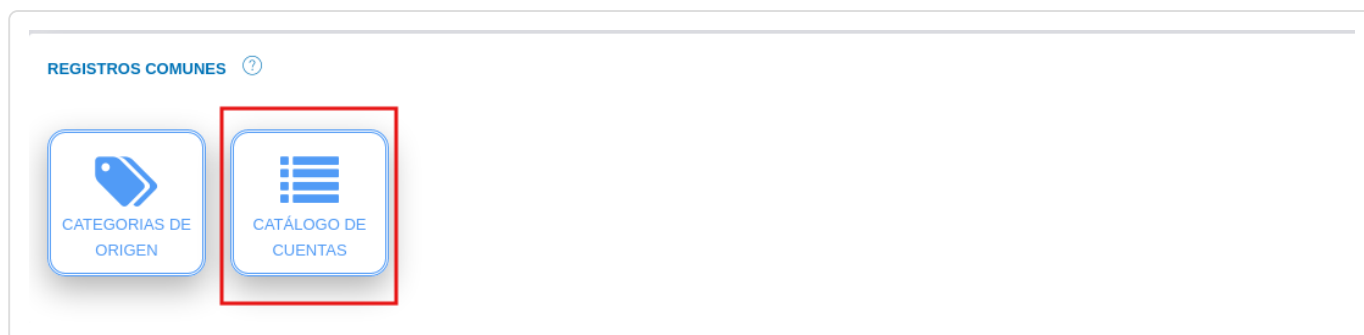 REGISTROS COMUNES ?
CATEGORIAS DE
ORIGEN
CATÁLOGO DE
CUENTAS